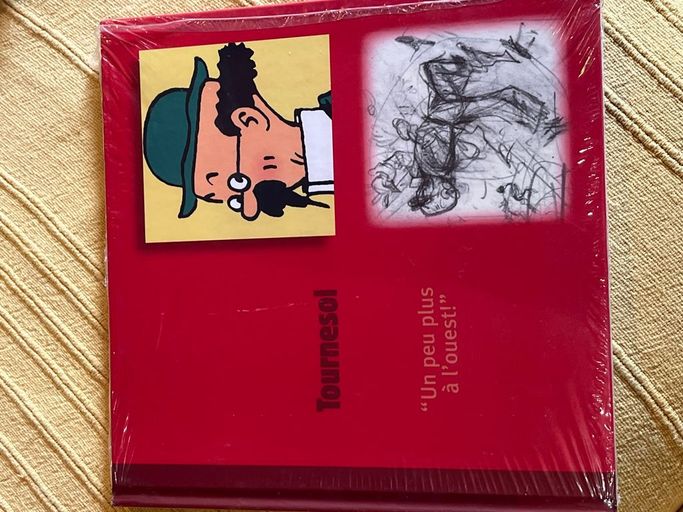 Tournesol
“Un peu plus
à l’ouest!”